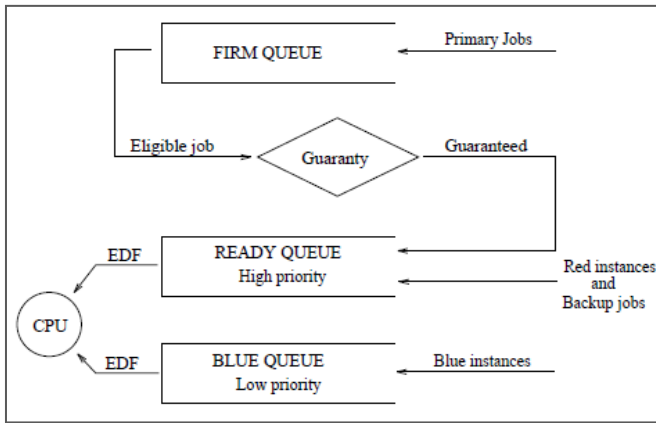 FIRM QUEUE
Primary Jobs
Eligible job
Guaranty
Guaranteed
EDF
READY QUEUE
High priority
Red instances
and
Backup jobs
CPU
EDF
BLUE QUEUE
Low priority
Blue instances